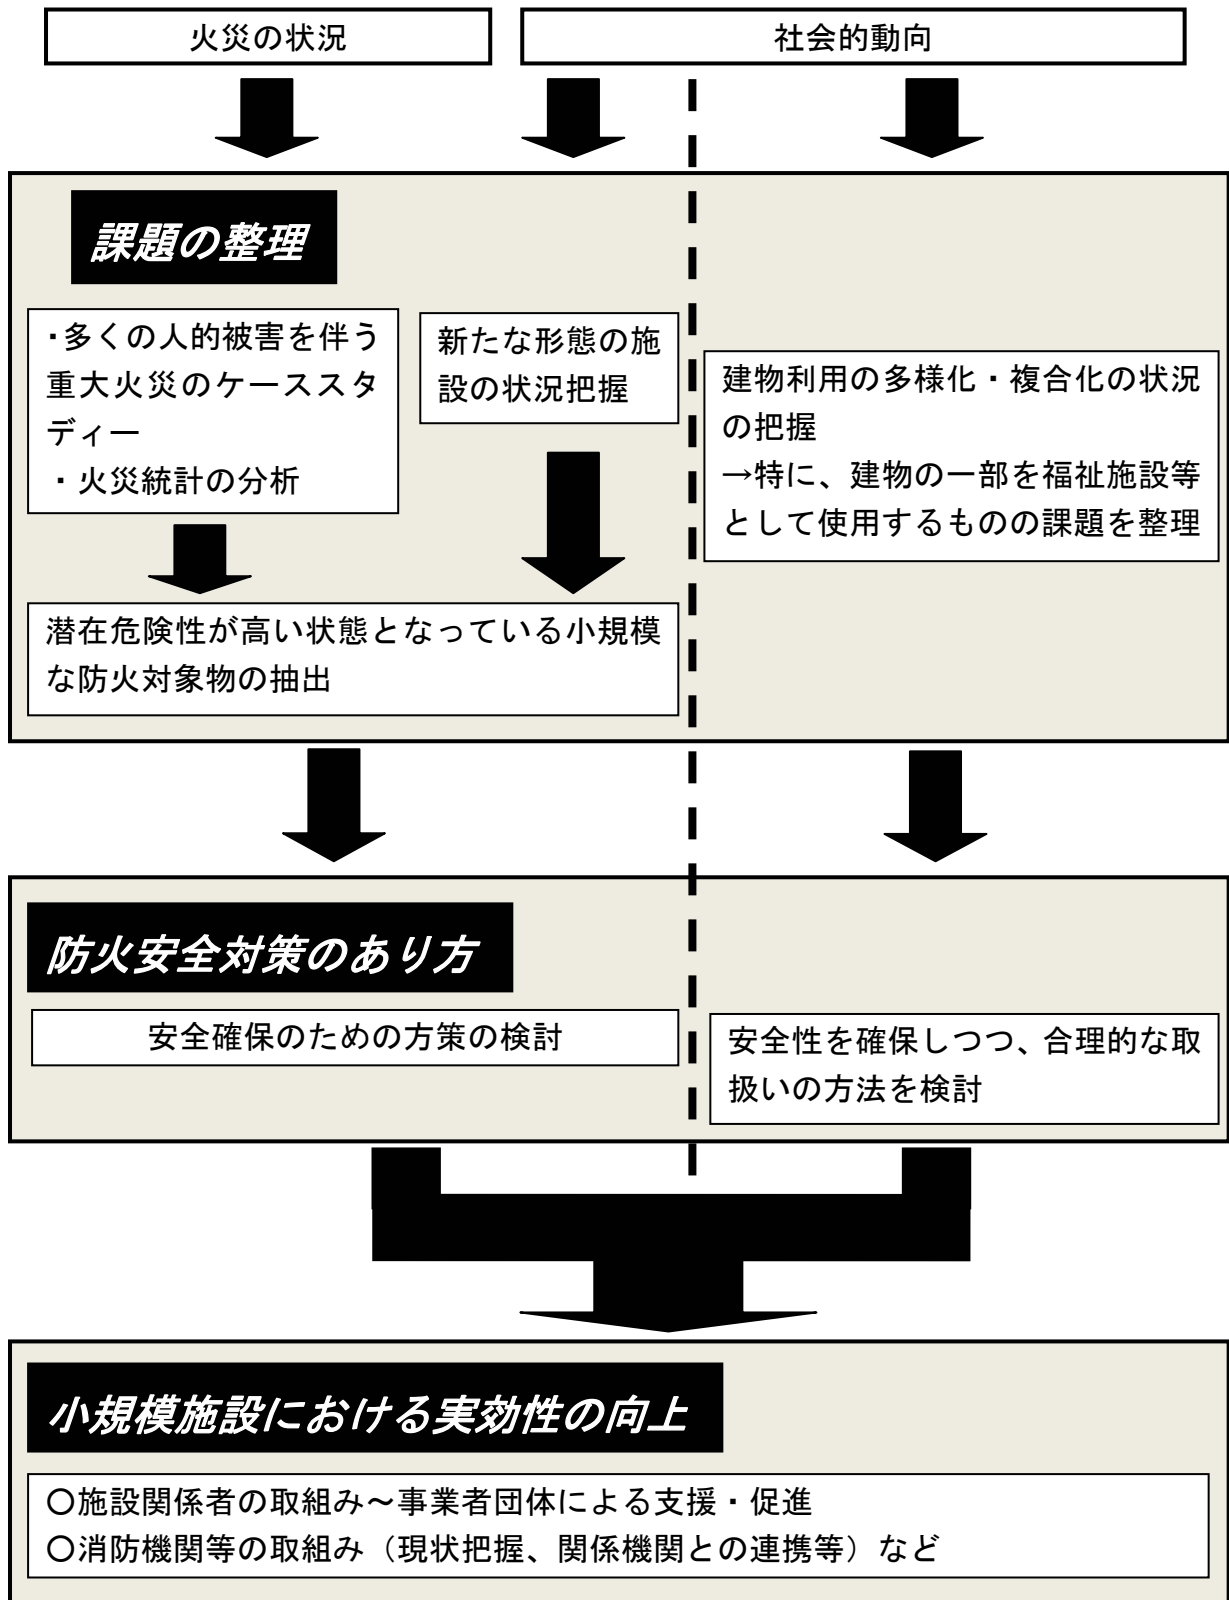 火災の状況
社会的動向
課題の整理
・多くの人的被害を伴う
重大火災のケーススタ
ディー
・火災統計の分析
新たな形態の施
設の状況把握
建物利用の多様化・複合化の状況
の把握
→特に、建物の一部を福祉施設等
として使用するものの課題を整理
潜在危険性が高い状態となっている小規模
な防火対象物の抽出
防火安全対策のあり方
安全確保のための方策の検討
安全性を確保しつつ、合理的な取
扱いの方法を検討
小規模施設における実効性の向上
○施設関係者の取組み～事業者団体による支援・促進
○消防機関等の取組み（現状把握、関係機関との連携等）など